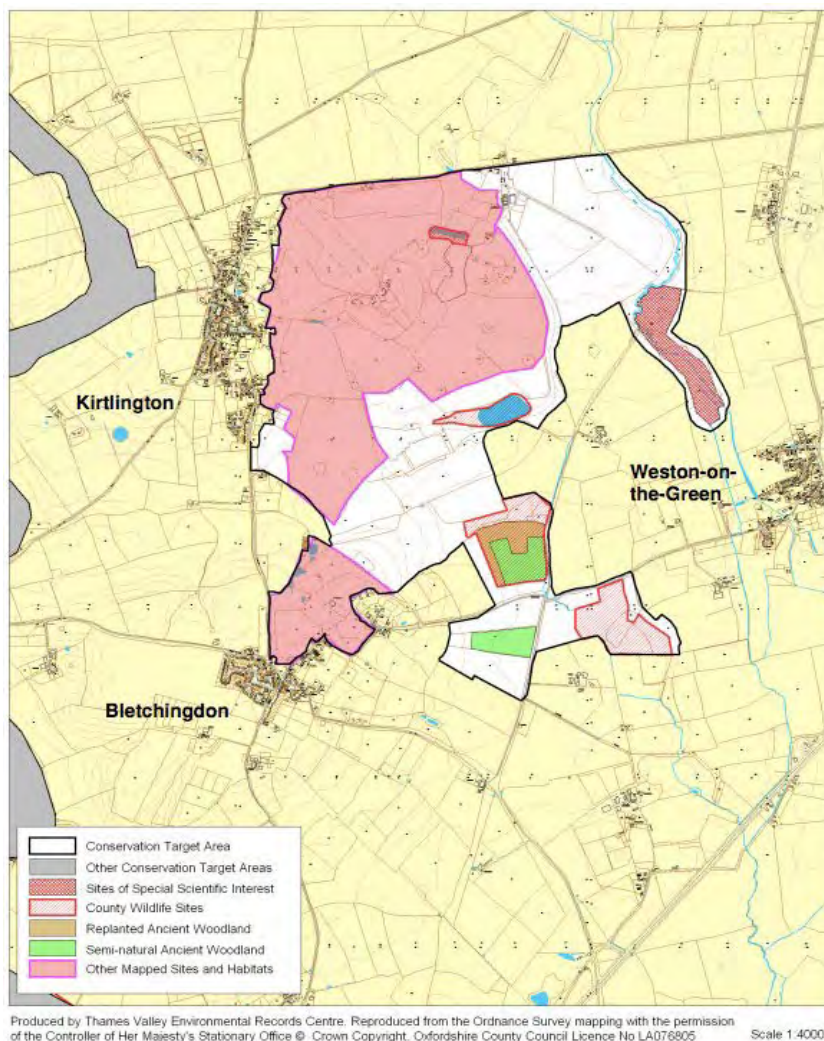 Kirtlington
Weston-on-
the-Green
Bletchingdon
Conservation Target Area
Other Conservation Target Areas
Sites of Special Scientific Interest
County Wildlife Sites
Replanted Ancient Woodland
Semi-natural Ancient Woodland
Other Mapped Sites and Habitats
Produced by Thames Valley Environmental Records Centre. Reproduced from the Ordnance Survey mapping with the permission
of the Controller of Her Majesty's Stationary Office © Crown Copyright. Oxfordshire County Council Licence No LA076805
Scale 1:4000